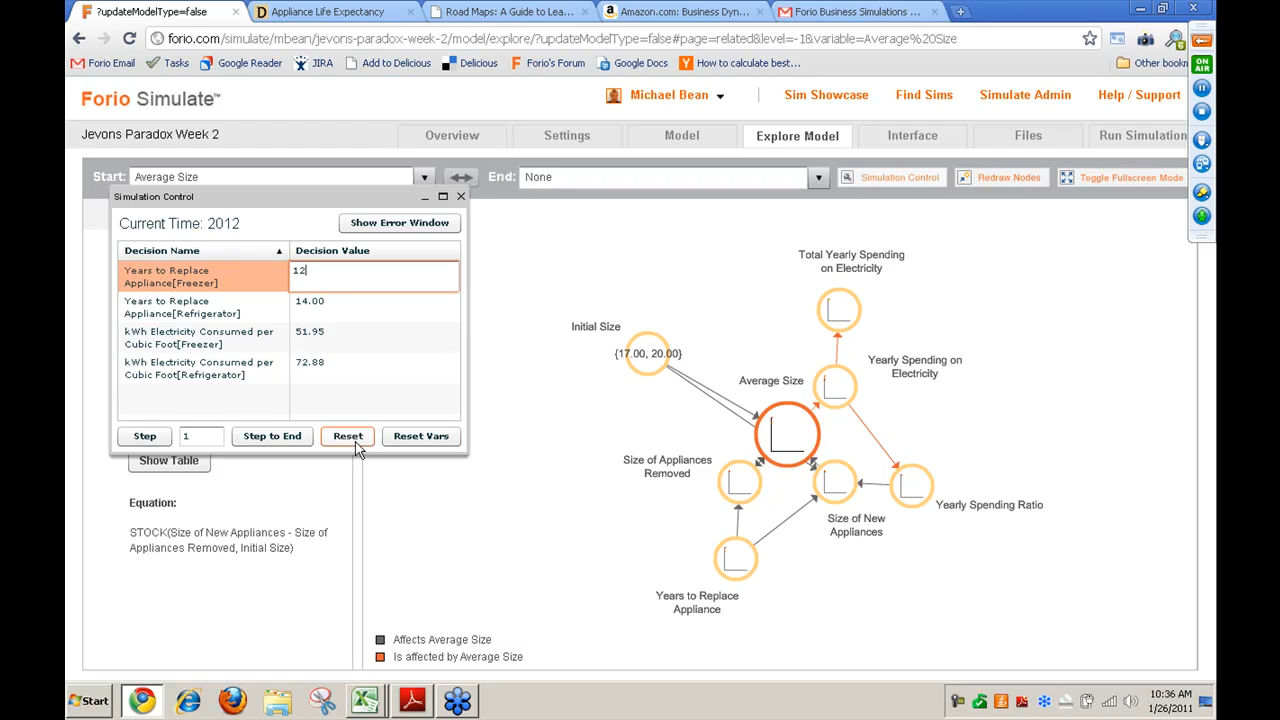 ?updateModelType=false
Appliance Life Expectancy
Road Maps: A Guide to Lea...
Amazon.com: Business Dyn...
Forio Business Simulations ...
forio.com/simulate/mbean/jevons-paradox-week-2/model/explore/?updateModelType=false#page=related&level=-1&variable=Average%20Size
6
Forio Email
Tasks
Google Reader
JIRA
Add to Delicious
Delicious
Forio's Forum
Google Docs
How to calculate best...
Other bookm
ON
AIR
Forio Simulate™
Michael Bean
Sim Showcase
Find Sims
Simulate Admin
Help / Support
Jevons Paradox Week 2
Overview
Settings
Model
Explore Model
Interface
Files
Run Simulation
Start:
Average Size
End:
None
Simulation Control
Redraw Nodes
Toggle Fullscreen Mode
Simulation Control
Current Time: 2012
Show Error Window
Decision Name
Decision Value
Years to Replace
Appliance[Freezer]
12
Years to Replace
Appliance[Refrigerator]
14.00
kWh Electricity Consumed per
Cubic Foot[Freezer]
51.95
kWh Electricity Consumed per
Cubic Foot[Refrigerator]
72.88
Step
1
Step to End
Reset
Reset Vars
Show Table
Equation:
STOCK(Size of New Appliances - Size of
Appliances Removed, Initial Size)
Total Yearly Spending
on Electricity
Initial Size
{17.00, 20.00}
Yearly Spending on
Electricity
Average Size
Size of Appliances
Removed
Yearly Spending Ratio
Size of New
Appliances
Years to Replace
Appliance
Affects Average Size
Is affected by Average Size
Start
10:36 AM
1/26/2011